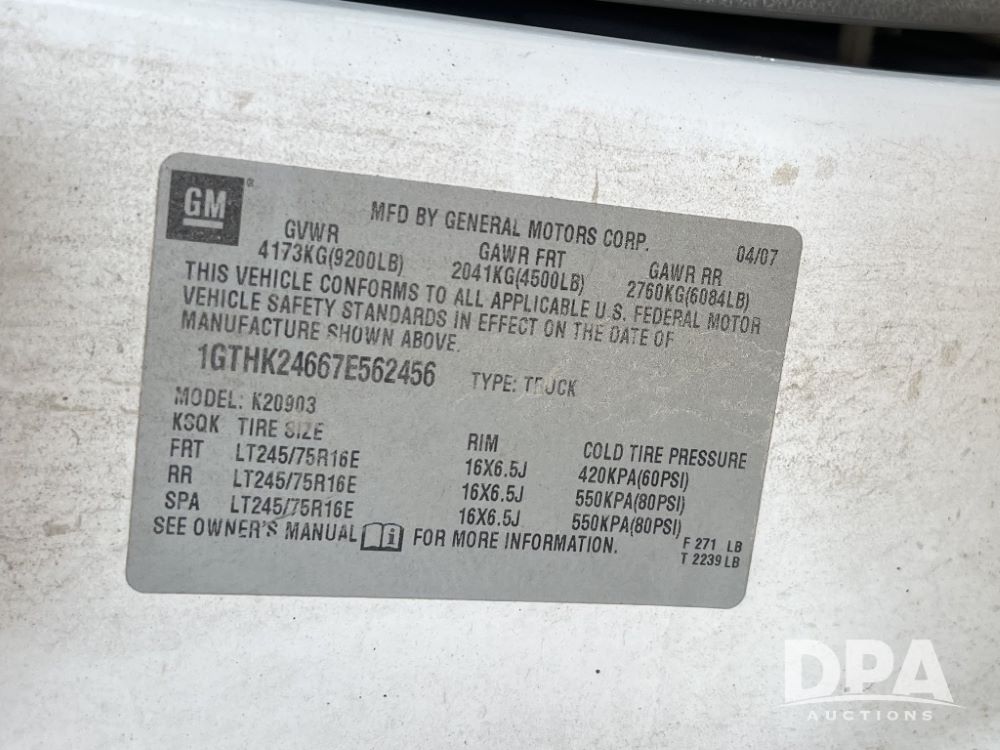 GM ®
MFD BY GENERAL MOTORS CORP. 04/07
GVWR GAWR FRT GAWR RR
4173KG(9200LB) 2041KG(4500LB) 2760KG(6084LB)
THIS VEHICLE CONFORMS TO ALL APPLICABLE U.S. FEDERAL MOTOR
VEHICLE SAFETY STANDARDS IN EFFECT ON THE DATE OF
MANUFACTURE SHOWN ABOVE.
1GTHK24667E562456 TYPE: TRUCK
MODEL: K20903
KSQK TIRE SIZE RIM COLD TIRE PRESSURE
FRT LT245/75R16E 16X6.5J 420KPA(60PSI)
RR LT245/75R16E 16X6.5J 550KPA(80PSI)
SPA LT245/75R16E 16X6.5J 550KPA(80PSI)
SEE OWNER'S MANUAL i FOR MORE INFORMATION. F 271 LB
T 2239 LB
DPA
AUCTIONS